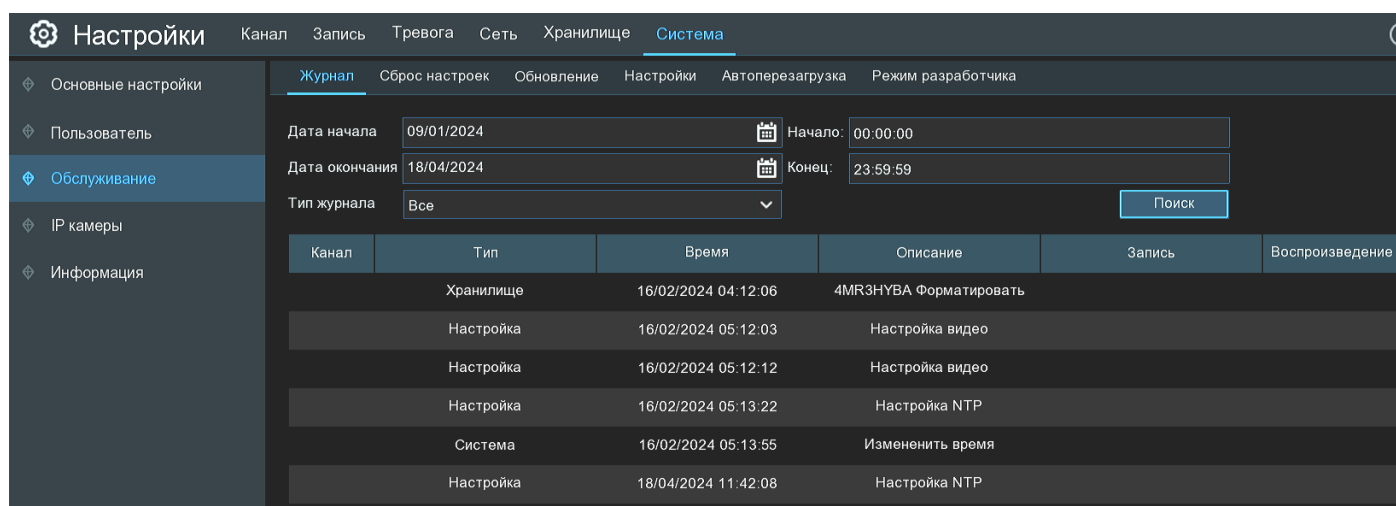 Настройки Канал Запись Тревога Сеть Хранилище Система
Журнал Сброс настроек Обновление Настройки Автоперезагрузка Режим разработчика
Основные настройки
Пользователь
Обслуживание
IP камеры
Информация
Дата начала 09/01/2024 Начало: 00:00:00
Дата окончания 18/04/2024 Конец: 23:59:59
Тип журнала Все Поиск
Канал Тип Время Описание Запись Воспроизведение
Хранилище 16/02/2024 04:12:06 4MR3HYBA Форматировать
Настройка 16/02/2024 05:12:03 Настройка видео
Настройка 16/02/2024 05:12:12 Настройка видео
Настройка 16/02/2024 05:13:22 Настройка NTP
Система 16/02/2024 05:13:55 Измененить время
Настройка 18/04/2024 11:42:08 Настройка NTP